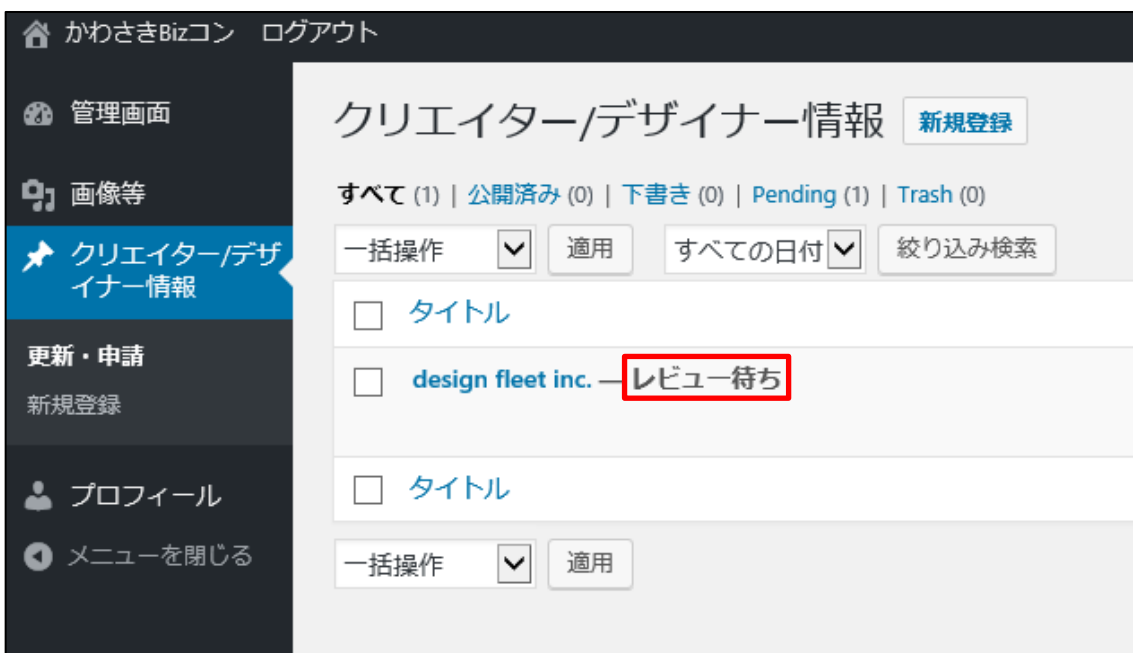 かわさきBizコン ログアウト
管理画面
画像等
クリエイター/デザ
イナー情報
更新・申請
新規登録
プロフィール
メニューを閉じる
クリエイター/デザイナー情報 新規登録
すべて (1) | 公開済み (0) | 下書き (0) | Pending (1) | Trash (0)
一括操作 適用 すべての日付 絞り込み検索
タイトル
design fleet inc. — レビュー待ち
タイトル
一括操作 適用